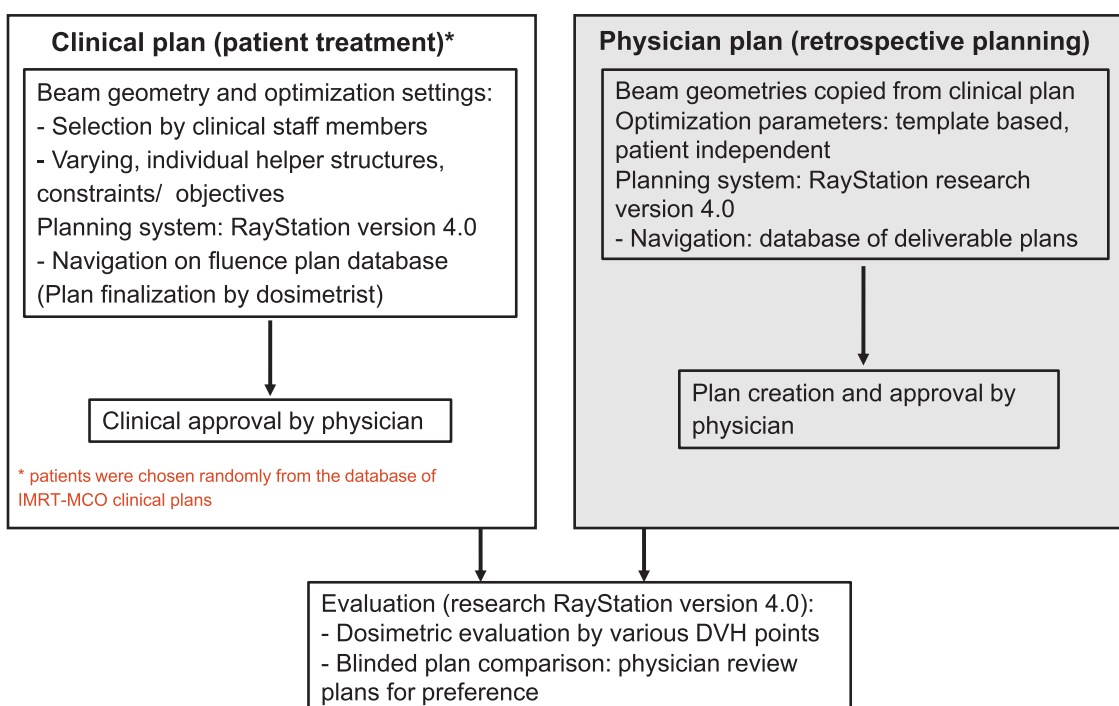 Clinical plan (patient treatment)*
Beam geometry and optimization settings:
- Selection by clinical staff members
- Varying, individual helper structures,
constraints/ objectives
Planning system: RayStation version 4.0
- Navigation on fluence plan database
(Plan finalization by dosimetrist)
Clinical approval by physician
* patients were chosen randomly from the database of
IMRT-MCO clinical plans
Physician plan (retrospective planning)
Beam geometries copied from clinical plan
Optimization parameters: template based,
patient independent
Planning system: RayStation research
version 4.0
- Navigation: database of deliverable plans
Plan creation and approval by
physician
Evaluation (research RayStation version 4.0):
- Dosimetric evaluation by various DVH points
- Blinded plan comparison: physician review
plans for preference